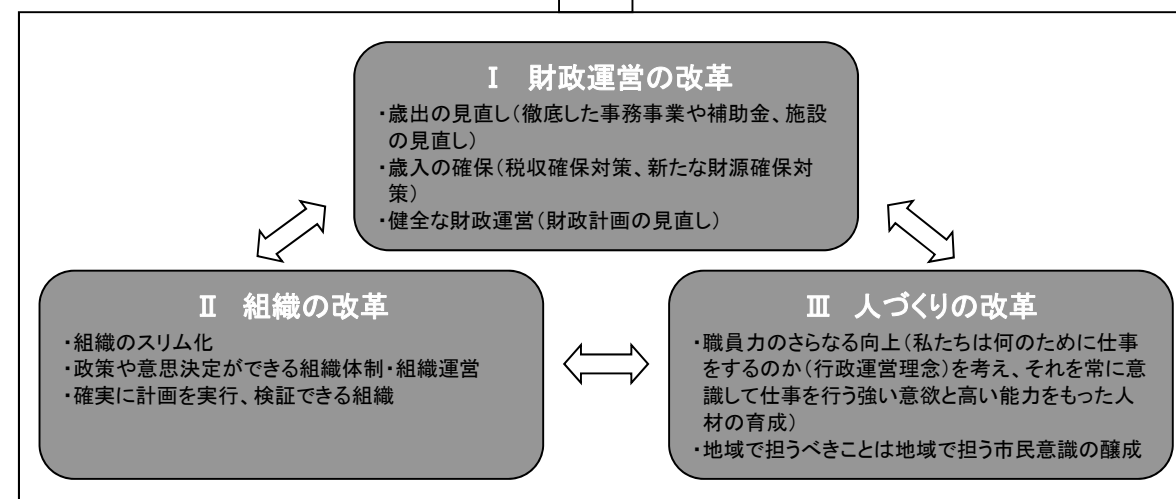 Ⅰ 財政運営の改革
・歳出の見直し(徹底した事務事業や補助金、施設
の見直し)
・歳入の確保(税収確保対策、新たな財源確保対
策)
・健全な財政運営(財政計画の見直し)
Ⅱ 組織の改革
・組織のスリム化
・政策や意思決定ができる組織体制・組織運営
・確実に計画を実行、検証できる組織
Ⅲ 人づくりの改革
・職員力のさらなる向上(私たちは何のために仕事
をするのか(行政運営理念)を考え、それを常に意
識して仕事を行う強い意欲と高い能力をもった人
材の育成)
・地域で担うべきことは地域で担う市民意識の醸成